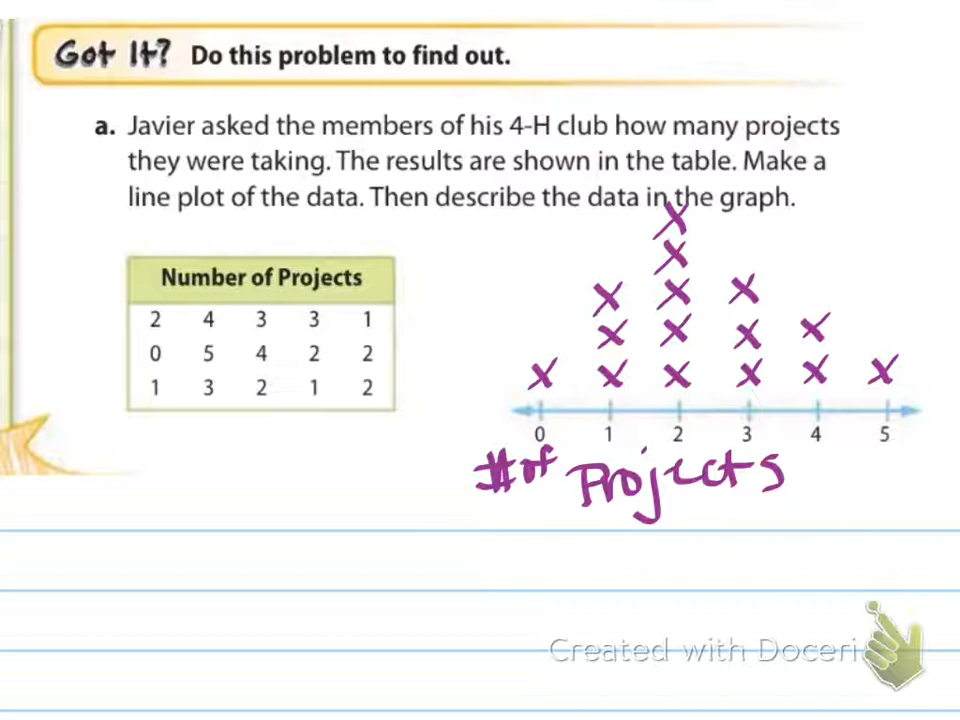 Got It? Do this problem to find out.
a. Javier asked the members of his 4-H club how many projects
they were taking. The results are shown in the table. Make a
line plot of the data. Then describe the data in the graph.
Number of Projects
2 4 3 3 1
0 5 4 2 2
1 3 2 1 2
X
X
X X X
X X X X
X X X X X X
0 1 2 3 4 5
# of Projects
Created with Doceri